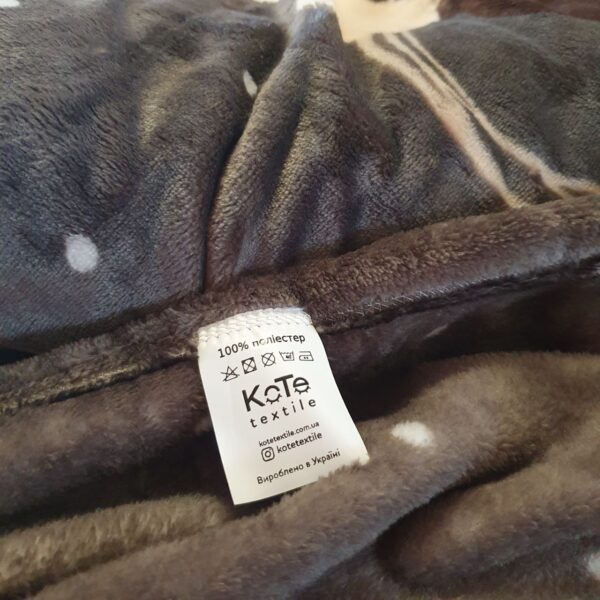 100% поліестер
KoTe
textile
kotetextile.com.ua
kotetextile
Вироблено в Україні